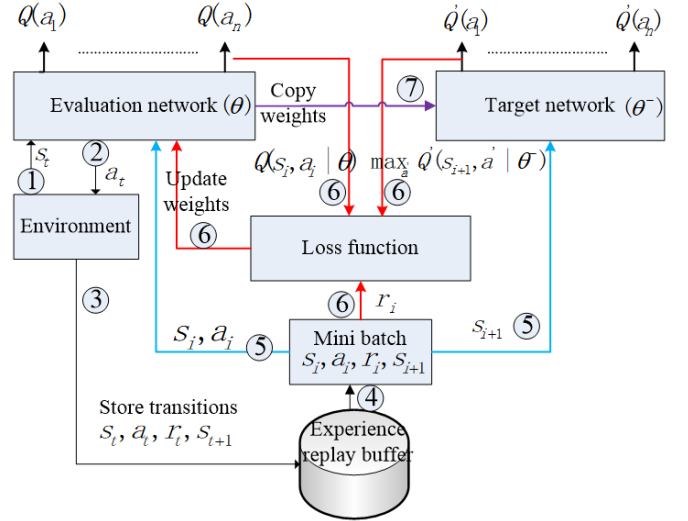 Q(a₁) ........................ Q(aₙ) Q'(a₁) ........................ Q'(aₙ)
Evaluation network (θ)
Copy
weights
⑦
Target network (θ⁻)
sₜ
②
①
aₜ
Q(sᵢ, aᵢ | θ) maxₐ' Q'(sᵢ₊₁, a' | θ⁻)
Update
weights
⑥
⑥
⑥
Environment
Loss function
③
⑥
rᵢ
sᵢ, aᵢ ⑤
Mini batch
sᵢ, aᵢ, rᵢ, sᵢ₊₁
sᵢ₊₁ ⑤
④
Store transitions
sₜ, aₜ, rₜ, sₜ₊₁
Experience
replay buffer